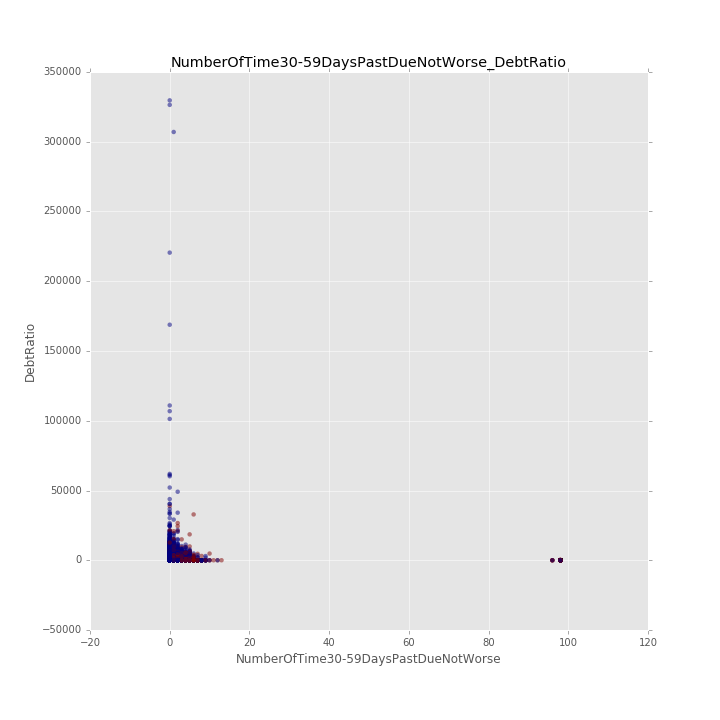 NumberOfTime30-59DaysPastDueNotWorse_DebtRatio
350000
300000
250000
200000
150000
100000
50000
0
−50000
DebtRatio
−20 0 20 40 60 80 100 120
NumberOfTime30-59DaysPastDueNotWorse